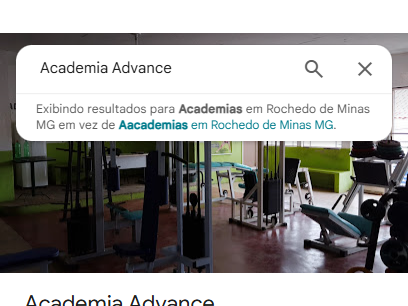 Academia Advance
Exibindo resultados para Academias em Rochedo de Minas
MG em vez de Aacademias em Rochedo de Minas MG.
Academia Advance